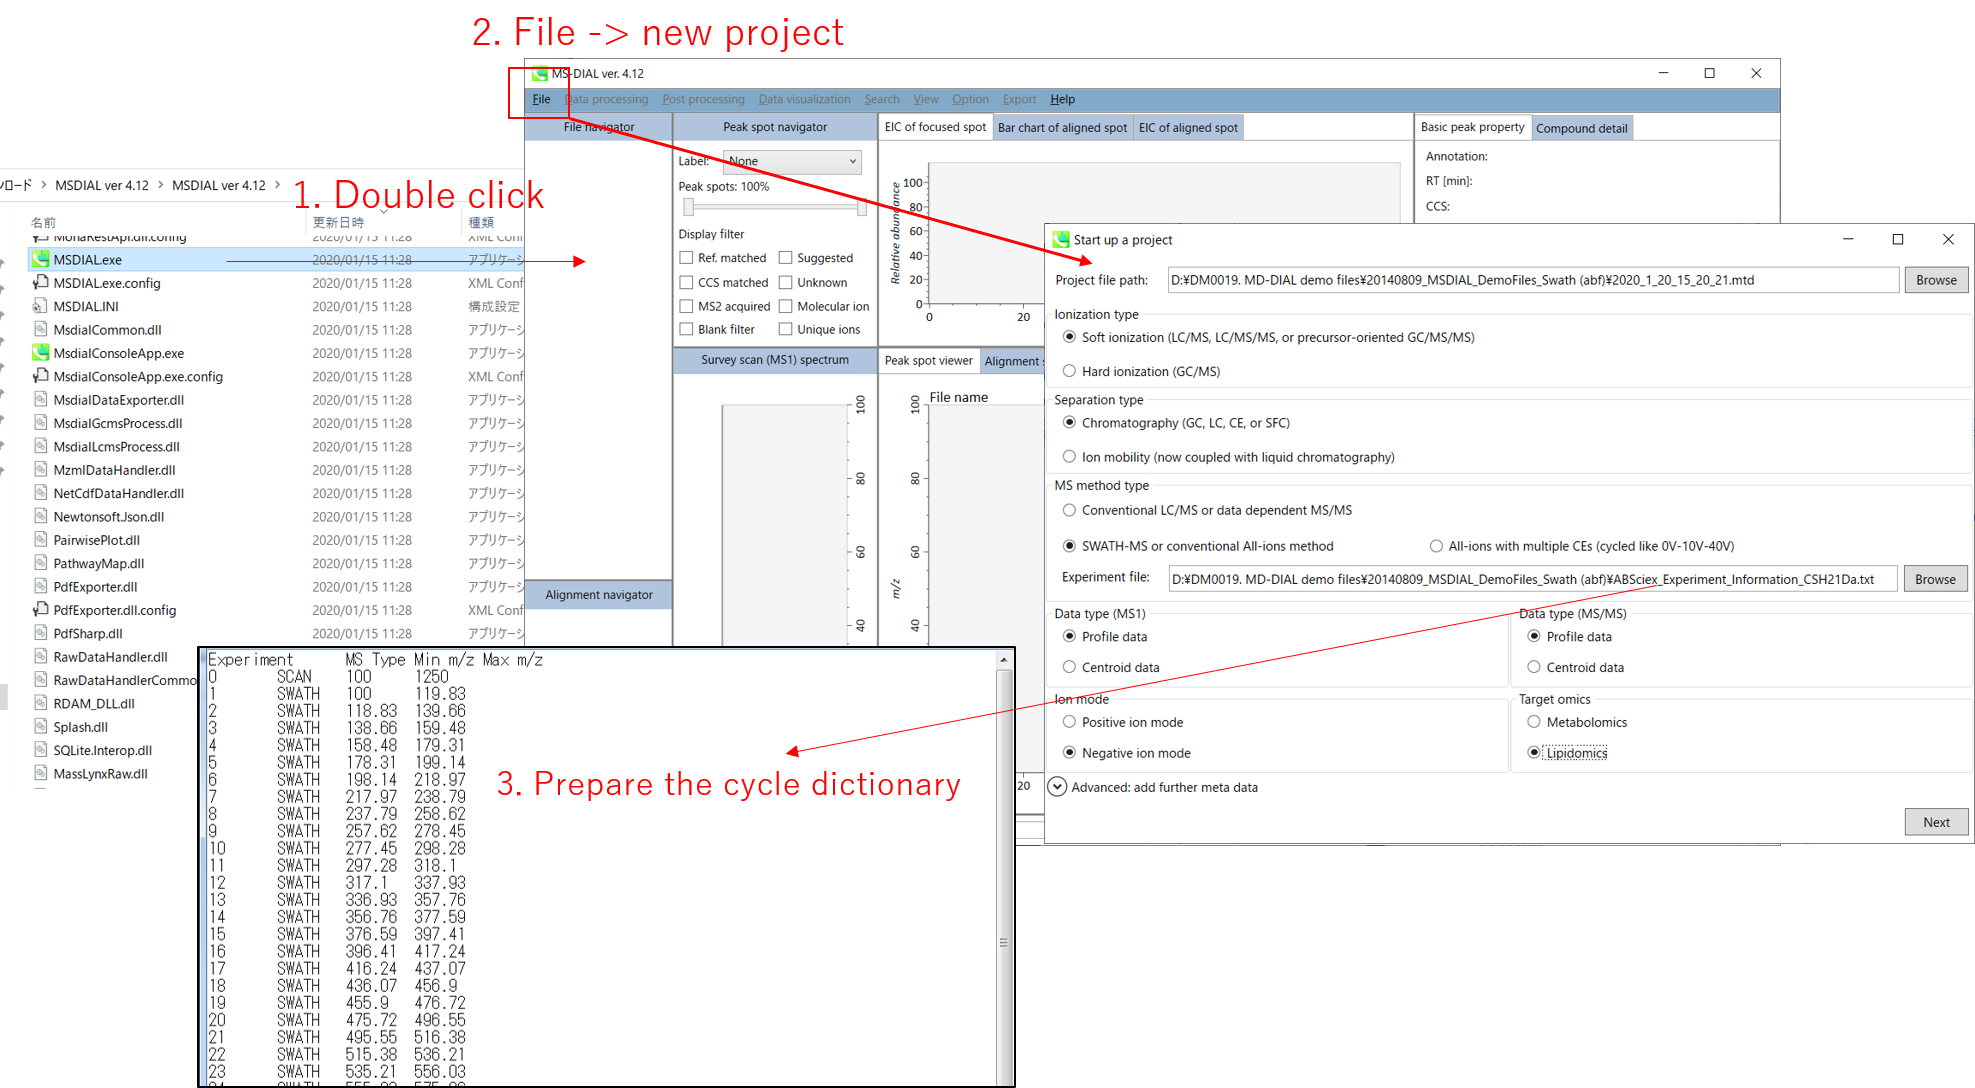 2. File -> new project
MS-DIAL ver. 4.12
File Data processing Post processing Data visualization Search View Option Export Help
File navigator
Peak spot navigator
EIC of focused spot Bar chart of aligned spot EIC of aligned spot
Basic peak property Compound detail
Label: None
Peak spots: 100%
Display filter
Ref. matched Suggested
CCS matched Unknown
MS2 acquired Molecular ion
Blank filter Unique ions
Relative abundance
100
80
60
40
20
0
0 20
Annotation:
RT [min]:
CCS:
Survey scan (MS1) spectrum
100
80
60
40
Peak spot viewer Alignment
File name
100
80
60
40
m/z
20
Alignment navigator
1. Double click
ンロード > MSDIAL ver 4.12 > MSDIAL ver 4.12 >
名前 更新日時 種類
MonaRestApi.dll.config 2020/01/15 11:28 XML Conf
MSDIAL.exe 2020/01/15 11:28 アプリケーシ
MSDIAL.exe.config 2020/01/15 11:28 XML Conf
MSDIAL.INI 2020/01/15 11:28 構成設定
MsdialCommon.dll 2020/01/15 11:28 アプリケーシ
MsdialConsoleApp.exe 2020/01/15 11:28 アプリケーシ
MsdialConsoleApp.exe.config 2020/01/15 11:28 XML Conf
MsdialDataExporter.dll 2020/01/15 11:28 アプリケーシ
MsdialGcmsProcess.dll 2020/01/15 11:28 アプリケーシ
MsdialLcmsProcess.dll 2020/01/15 11:28 アプリケーシ
MzmlDataHandler.dll 2020/01/15 11:28 アプリケーシ
NetCdfDataHandler.dll 2020/01/15 11:28 アプリケーシ
Newtonsoft.Json.dll 2020/01/15 11:28 アプリケーシ
PairwisePlot.dll 2020/01/15 11:28 アプリケーシ
PathwayMap.dll 2020/01/15 11:28 アプリケーシ
PdfExporter.dll 2020/01/15 11:28 アプリケーシ
PdfExporter.dll.config 2020/01/15 11:28 XML Conf
PdfSharp.dll 2020/01/15 11:28 アプリケーシ
RawDataHandler.dll
RawDataHandlerCommo
RDAM_DLL.dll
Splash.dll
SQLite.Interop.dll
MassLynxRaw.dll
Start up a project
Project file path: D:¥DM0019. MD-DIAL demo files¥20140809_MSDIAL_DemoFiles_Swath (abf)¥2020_1_20_15_20_21.mtd Browse
Ionization type
Soft ionization (LC/MS, LC/MS/MS, or precursor-oriented GC/MS/MS)
Hard ionization (GC/MS)
Separation type
Chromatography (GC, LC, CE, or SFC)
Ion mobility (now coupled with liquid chromatography)
MS method type
Conventional LC/MS or data dependent MS/MS
SWATH-MS or conventional All-ions method All-ions with multiple CEs (cycled like 0V-10V-40V)
Experiment file: D:¥DM0019. MD-DIAL demo files¥20140809_MSDIAL_DemoFiles_Swath (abf)¥ABSciex_Experiment_Information_CSH21Da.txt Browse
Data type (MS1) Data type (MS/MS)
Profile data Profile data
Centroid data Centroid data
Ion mode Target omics
Positive ion mode Metabolomics
Negative ion mode Lipidomics
Advanced: add further meta data
Next
3. Prepare the cycle dictionary
Experiment MS Type Min m/z Max m/z
0 SCAN 100 1250
1 SWATH 100 119.83
2 SWATH 118.83 139.66
3 SWATH 138.66 159.48
4 SWATH 158.48 179.31
5 SWATH 178.31 199.14
6 SWATH 198.14 218.97
7 SWATH 217.97 238.79
8 SWATH 237.79 258.62
9 SWATH 257.62 278.45
10 SWATH 277.45 298.28
11 SWATH 297.28 318.1
12 SWATH 317.1 337.93
13 SWATH 336.93 357.76
14 SWATH 356.76 377.59
15 SWATH 376.59 397.41
16 SWATH 396.41 417.24
17 SWATH 416.24 437.07
18 SWATH 436.07 456.9
19 SWATH 455.9 476.72
20 SWATH 475.72 496.55
21 SWATH 495.55 516.38
22 SWATH 515.38 536.21
23 SWATH 535.21 556.03